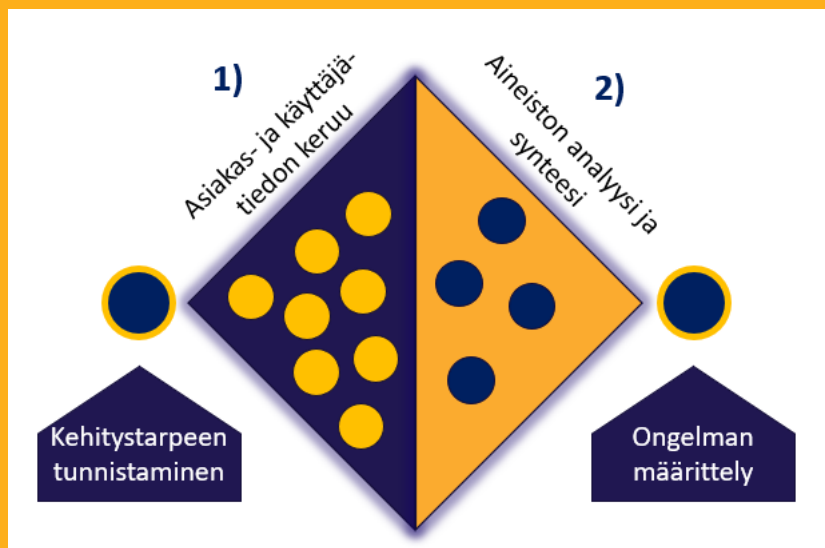 1)
Asiakas- ja käyttäjä-
tiedon keruu
2)
Aineiston analyysi ja
synteesi
Kehitystarpeen
tunnistaminen
Ongelman
määrittely